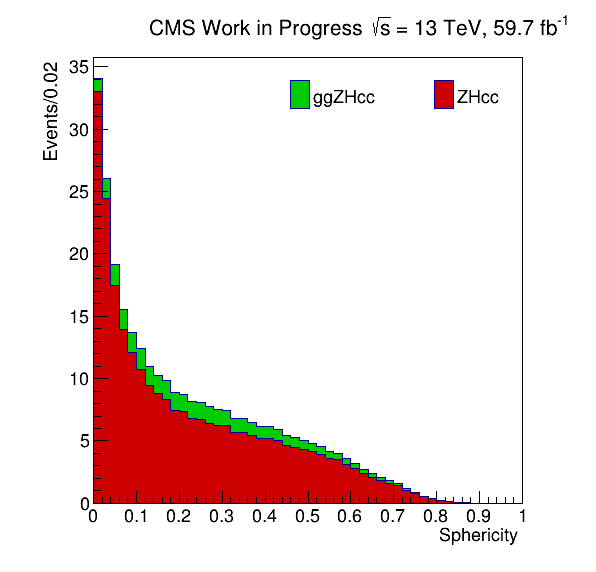 CMS Work in Progress √s = 13 TeV, 59.7 fb⁻¹
Events/0.02
35
30
25
20
15
10
5
0
ggZHcc
ZHcc
0 0.1 0.2 0.3 0.4 0.5 0.6 0.7 0.8 0.9 1
Sphericity